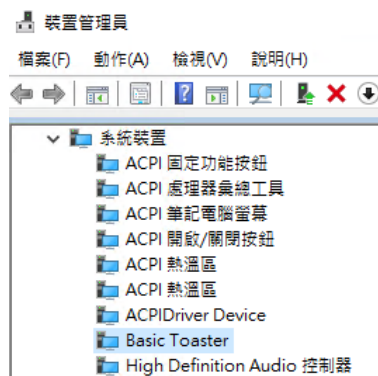 裝置管理員
檔案(F) 動作(A) 檢視(V) 說明(H)
系統裝置
ACPI 固定功能按鈕
ACPI 處理器彙總工具
ACPI 筆記電腦螢幕
ACPI 開啟/關閉按鈕
ACPI 熱溫區
ACPI 熱溫區
ACPIDriver Device
Basic Toaster
High Definition Audio 控制器